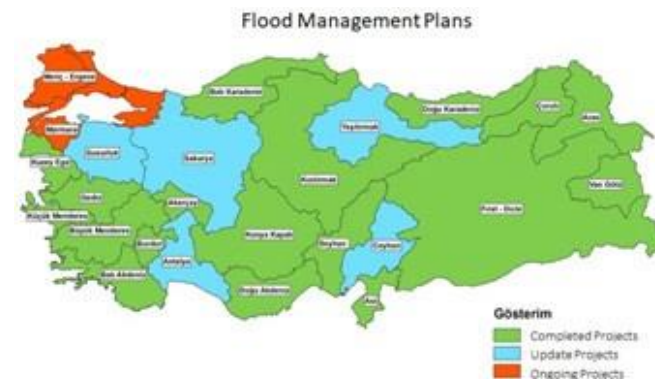 Flood Management Plans
Meriç - Ergene
Marmara
Susurluk
Kuzey Ege
Gediz
Küçük Menderes
Büyük Menderes
Batı Akdeniz
Burdur
Akarçay
Antalya
Sakarya
Batı Karadeniz
Kızılırmak
Konya Kapalı
Doğu Akdeniz
Seyhan
Ceyhan
Asi
Yeşilırmak
Doğu Karadeniz
Çoruh
Aras
Van Gölü
Fırat - Dicle
Gösterim
Completed Projects
Update Projects
Ongoing Projects